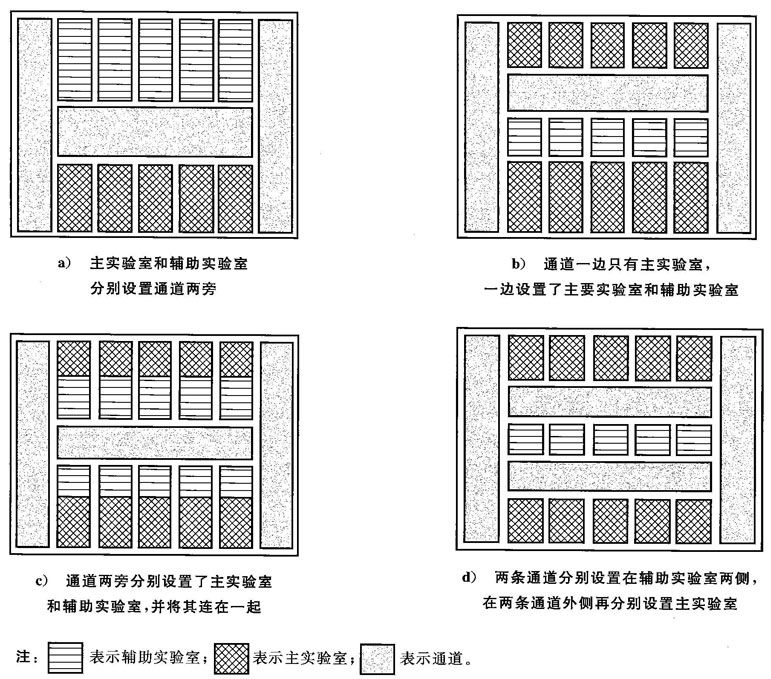 a） 主实验室和辅助实验室
分别设置通道两旁
b） 通道一边只有主实验室，
一边设置了主要实验室和辅助实验室
c） 通道两旁分别设置了主实验室
和辅助实验室，并将其连在一起
d） 两条通道分别设置在辅助实验室两侧，
在两条通道外侧再分别设置主实验室
注： 表示辅助实验室； 表示主实验室； 表示通道。